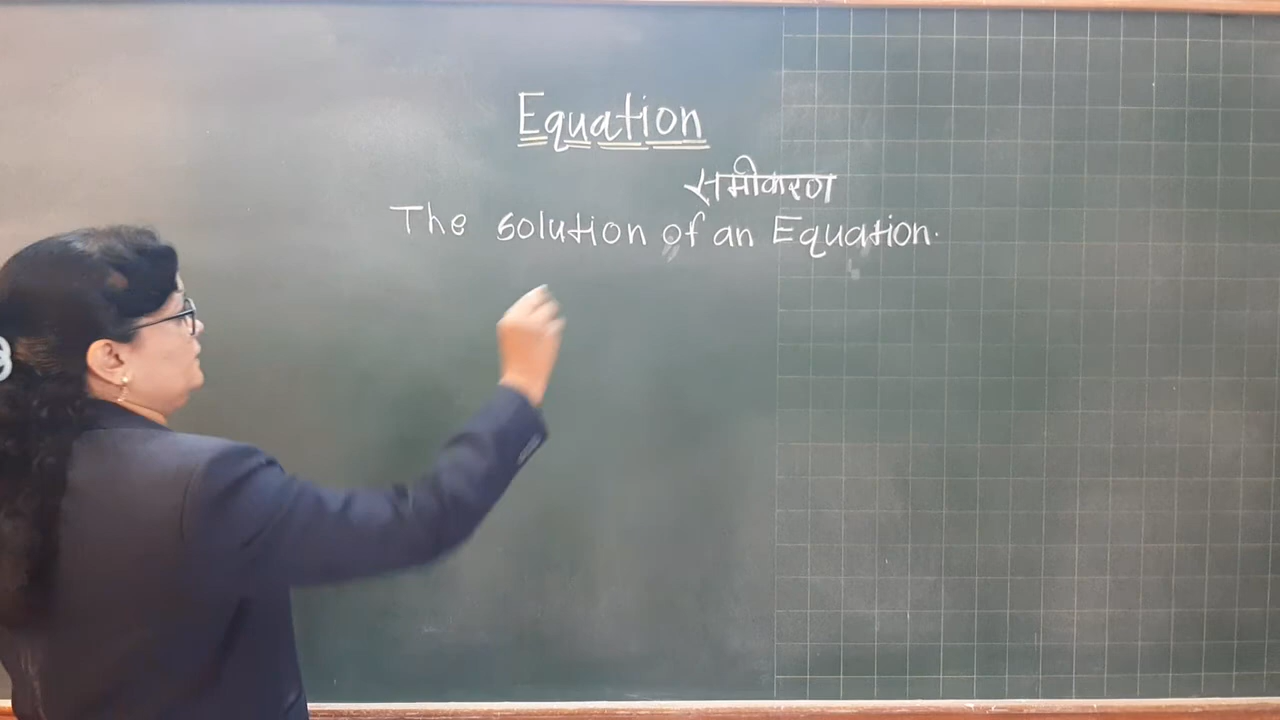 Equation
समीकरण
The solution of an Equation.